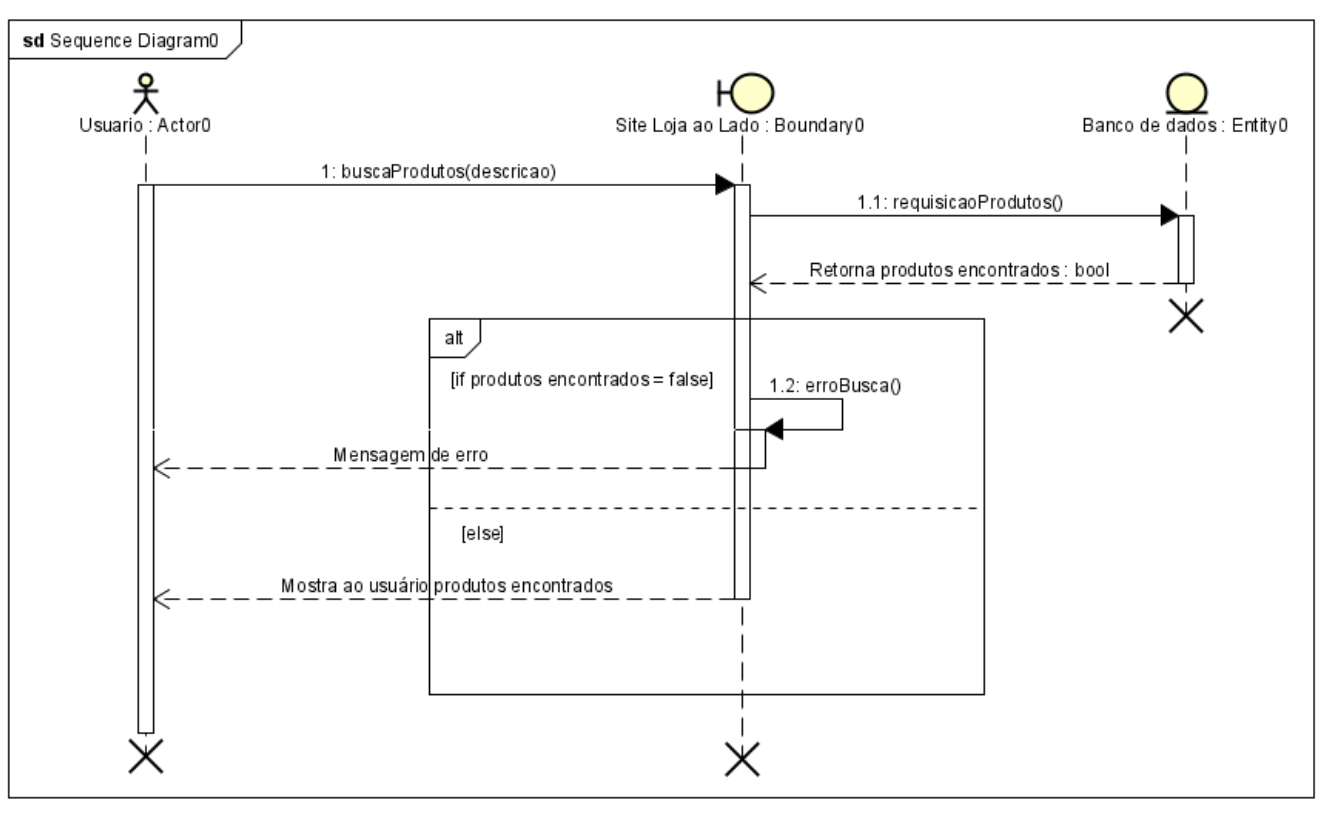 sd Sequence Diagram0
Usuario : Actor0
Site Loja ao Lado : Boundary0
Banco de dados : Entity0
1: buscaProdutos(descricao)
1.1: requisicaoProdutos()
Retorna produtos encontrados : bool
alt
[if produtos encontrados = false]
1.2: erroBusca()
Mensagem de erro
[else]
Mostra ao usuário produtos encontrados